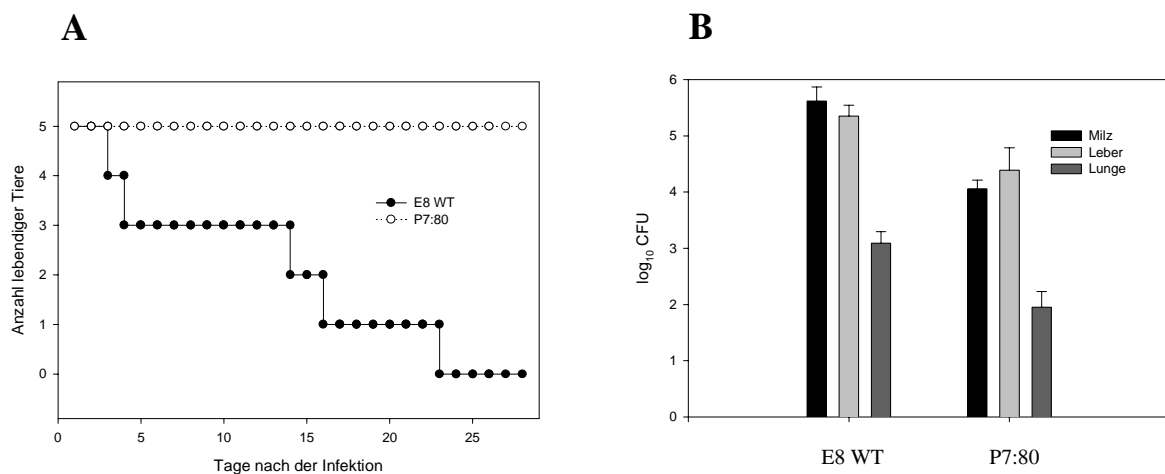 A
Anzahl lebendiger Tiere
5
4
3
2
1
0
E8 WT
P7:80
0 5 10 15 20 25
Tage nach der Infektion
B
log10 CFU
6
5
4
3
2
1
0
Milz
Leber
Lunge
E8 WT P7:80